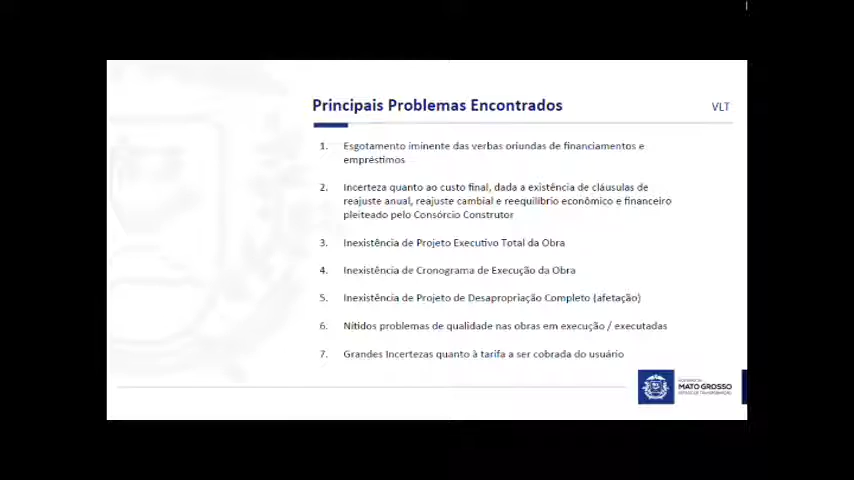 Principais Problemas Encontrados
VLT
1. Esgotamento iminente das verbas oriundas de financiamentos e
empréstimos
2. Incerteza quanto ao custo final, dada a existência de cláusulas de
reajuste anual, reajuste cambial e reequilíbrio econômico e financeiro
pleiteado pelo Consórcio Construtor
3. Inexistência de Projeto Executivo Total da Obra
4. Inexistência de Cronograma de Execução da Obra
5. Inexistência de Projeto de Desapropriação Completo (afetação)
6. Nítidos problemas de qualidade nas obras em execução / executadas
7. Grandes Incertezas quanto à tarifa a ser cobrada do usuário
MATO GROSSO